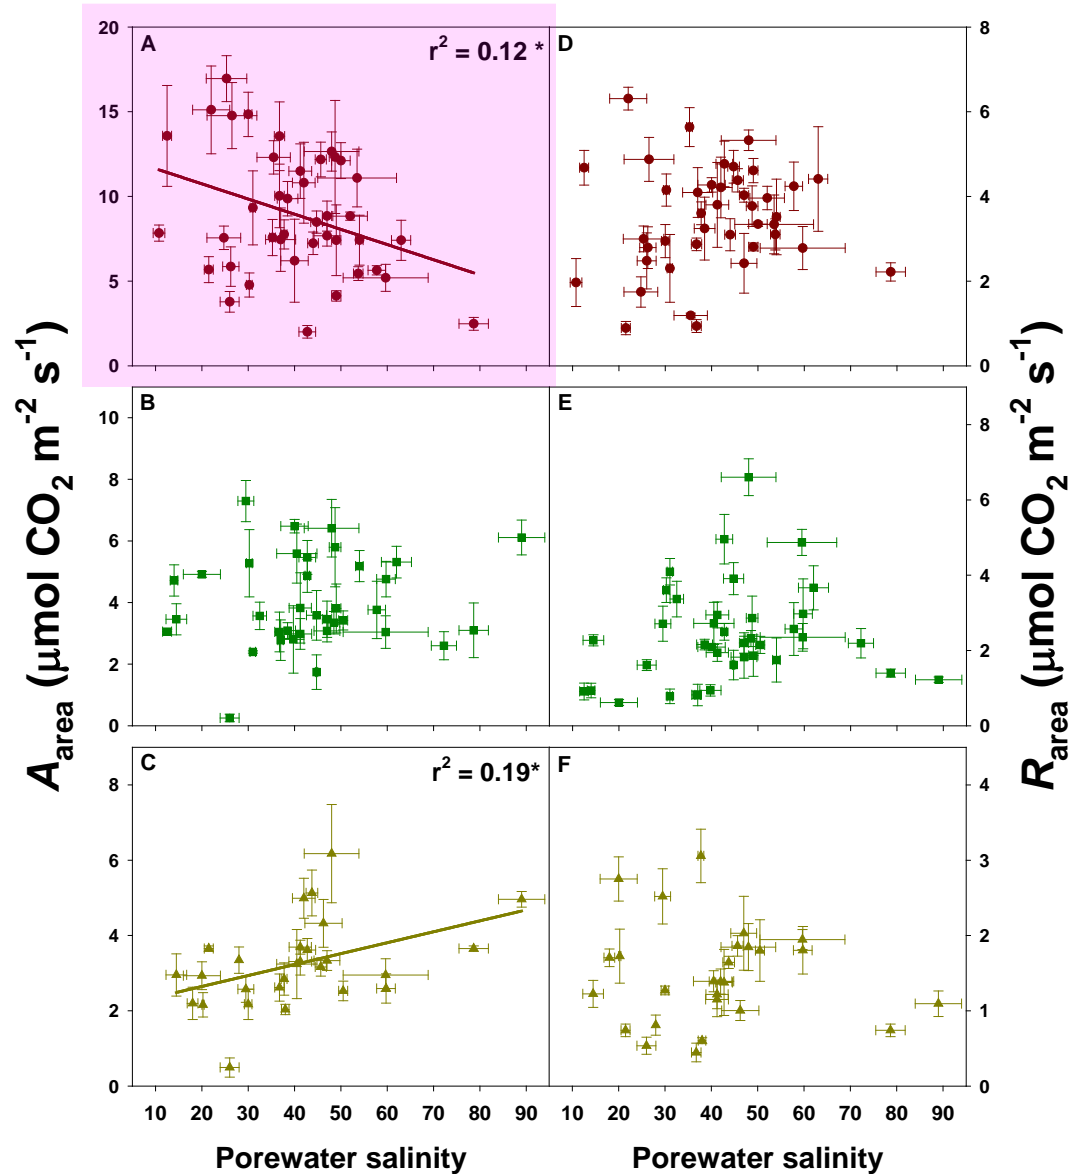 A
r² = 0.12 *
20
15
10
5
0
D
8
6
4
2
0
B
10
8
6
4
2
0
E
8
6
4
2
0
C
r² = 0.19*
8
6
4
2
0
F
4
3
2
1
0
10 20 30 40 50 60 70 80 90
10 20 30 40 50 60 70 80 90
Porewater salinity
Porewater salinity
A_area (µmol CO₂ m⁻² s⁻¹)
R_area (µmol CO₂ m⁻² s⁻¹)